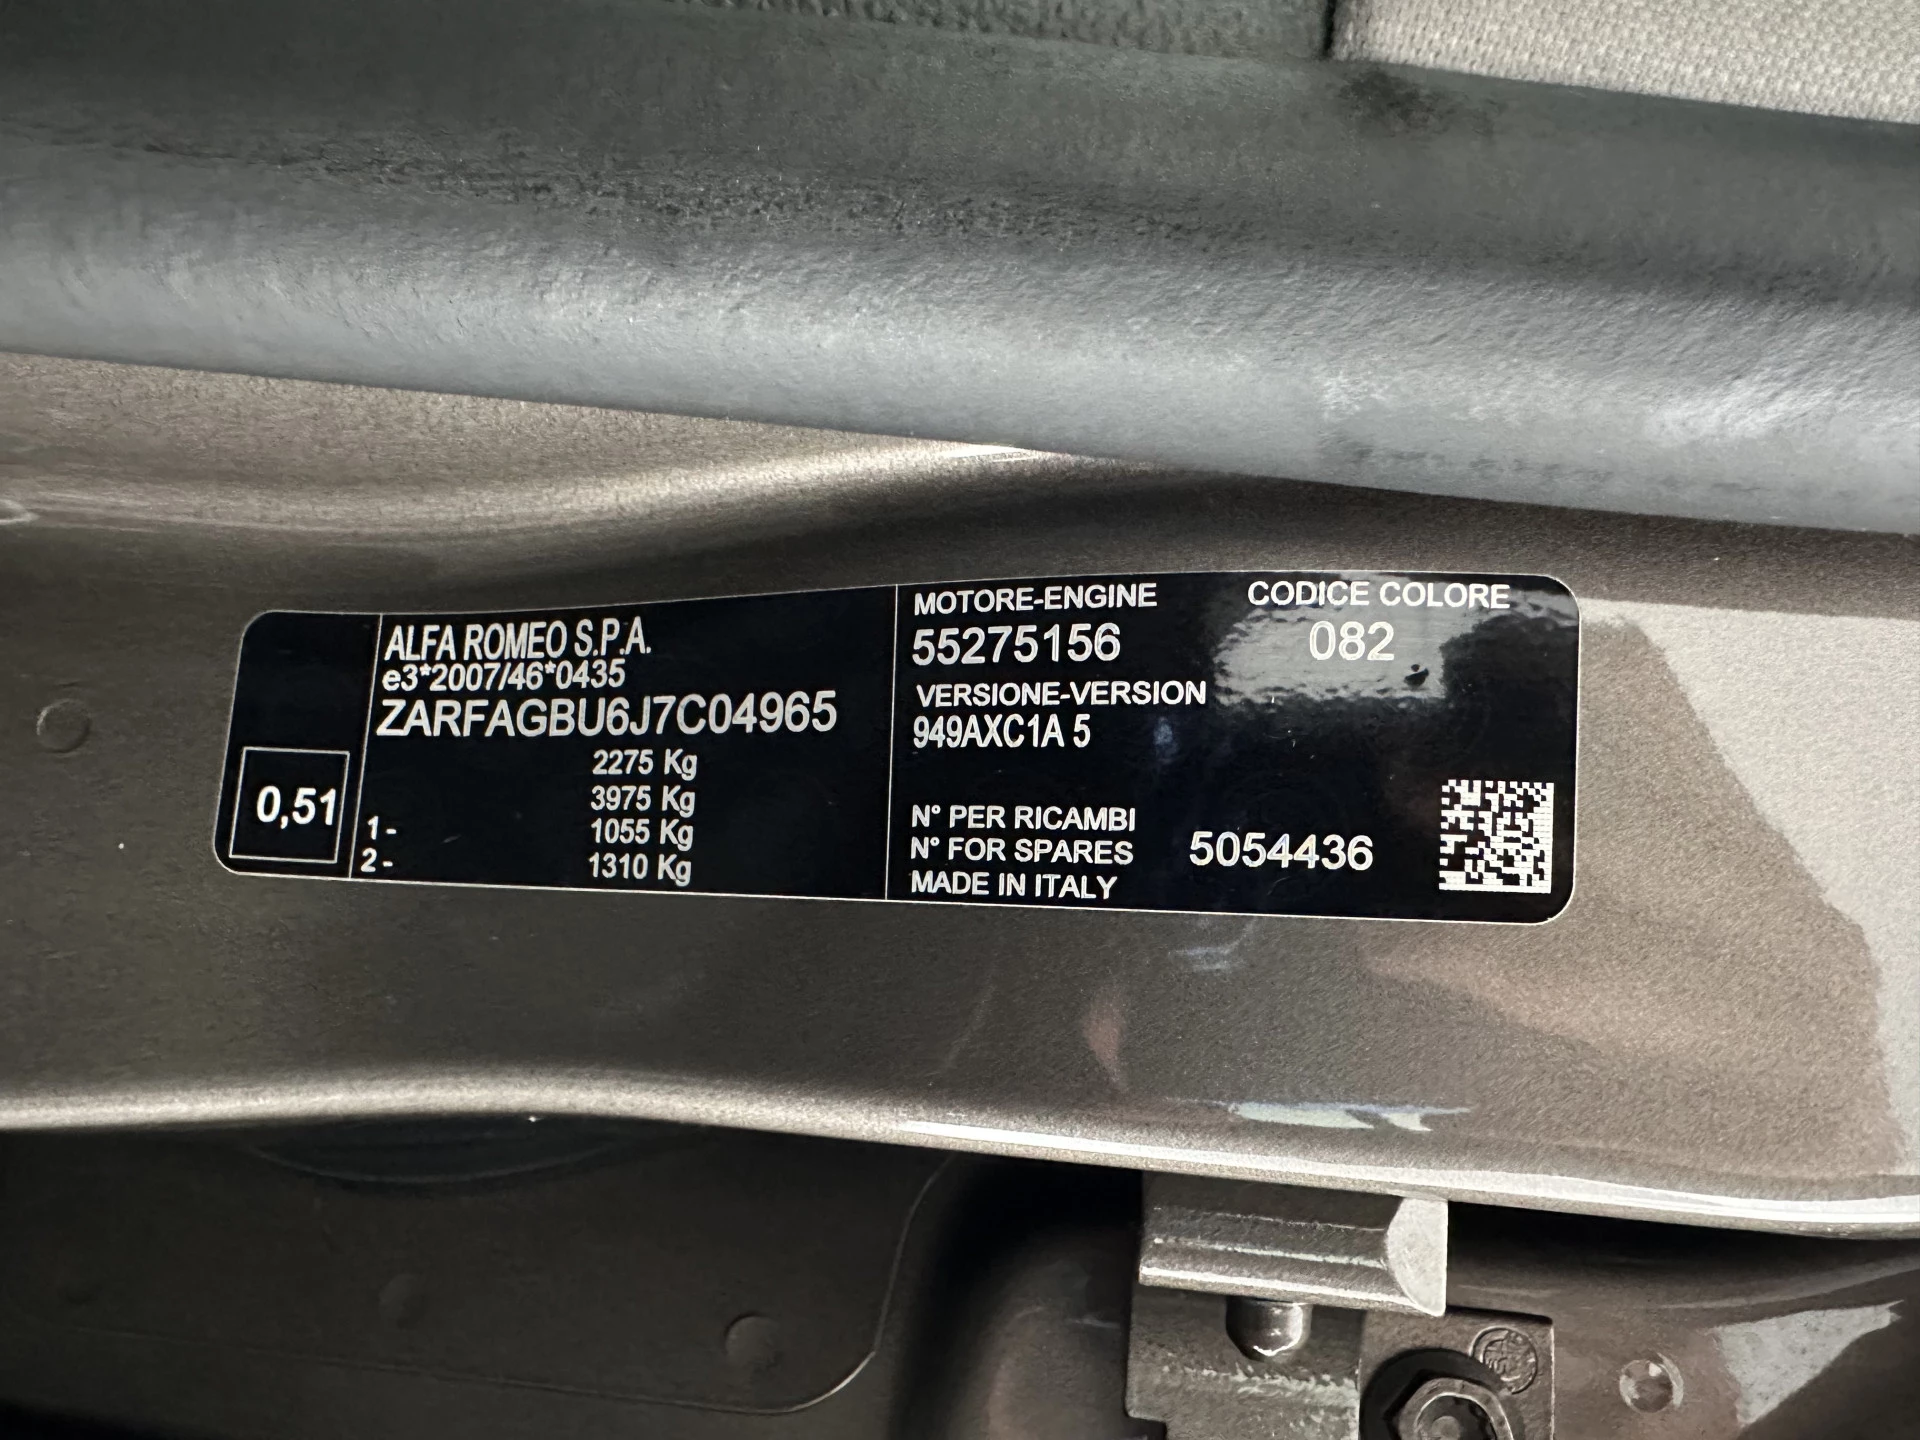 ALFA ROMEO S.P.A.
e3*2007/46*0435
ZARFAGBU6J7C04965
2275 Kg
3975 Kg
1- 1055 Kg
2- 1310 Kg
0,51
MOTORE-ENGINE
55275156
CODICE COLORE
082
VERSIONE-VERSION
949AXC1A 5
N° PER RICAMBI
N° FOR SPARES 5054436
MADE IN ITALY